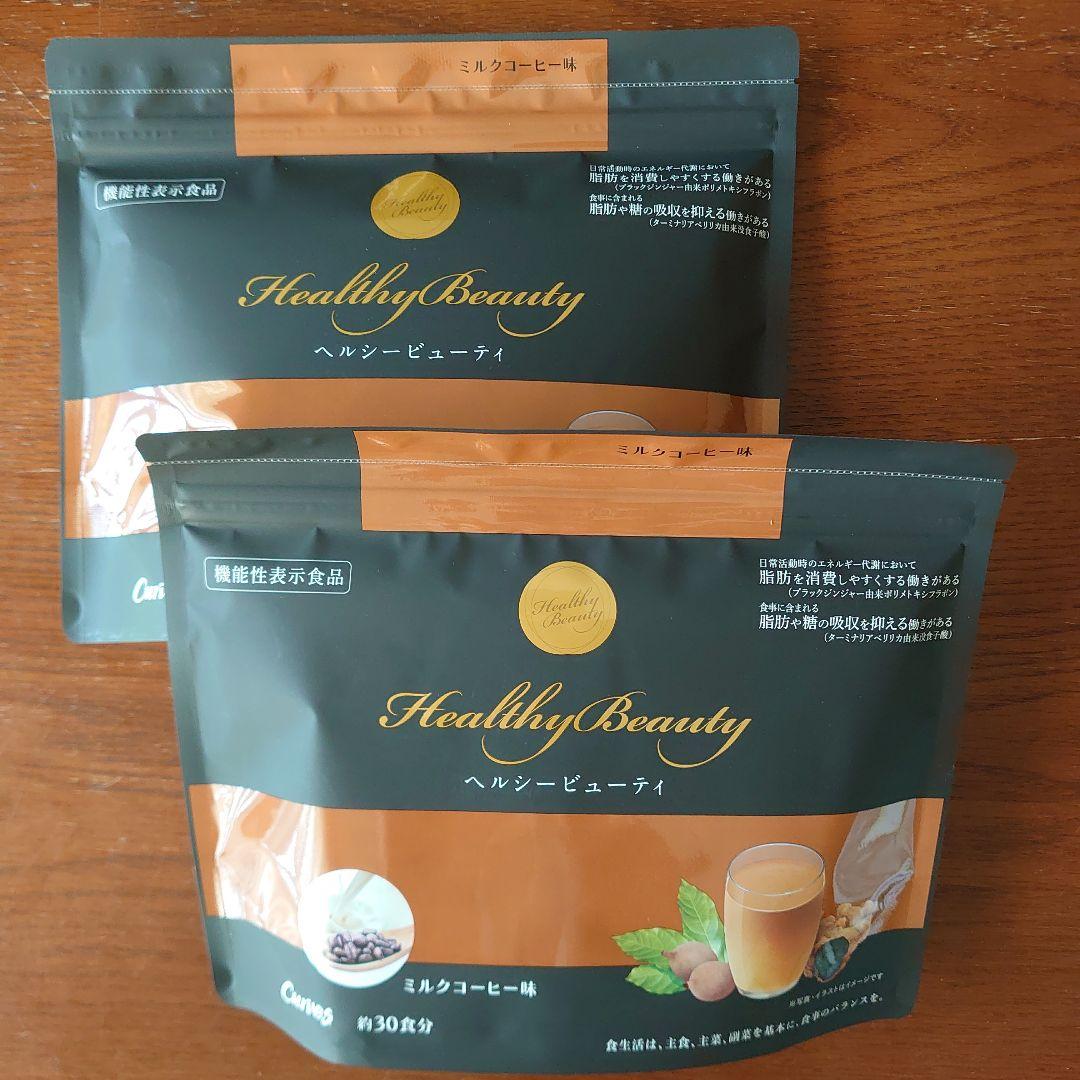 ミルクコーヒー味
機能性表示食品
日常活動時のエネルギー代謝において
脂肪を消費しやすくする働きがある
(ブラックジンジャー由来ポリメトキシフラボン)
食事に含まれる
脂肪や糖の吸収を抑える働きがある
(ターミナリアベリリカ由来没食子酸)
Healthy
Beauty
Healthy Beauty
ヘルシービューティ
ミルクコーヒー味
機能性表示食品
日常活動時のエネルギー代謝において
脂肪を消費しやすくする働きがある
(ブラックジンジャー由来ポリメトキシフラボン)
食事に含まれる
脂肪や糖の吸収を抑える働きがある
(ターミナリアベリリカ由来没食子酸)
Healthy
Beauty
Healthy Beauty
ヘルシービューティ
ミルクコーヒー味
Curves
約30食分
※写真・イラストはイメージです
食生活は、主食、主菜、副菜を基本に、食事のバランスを。